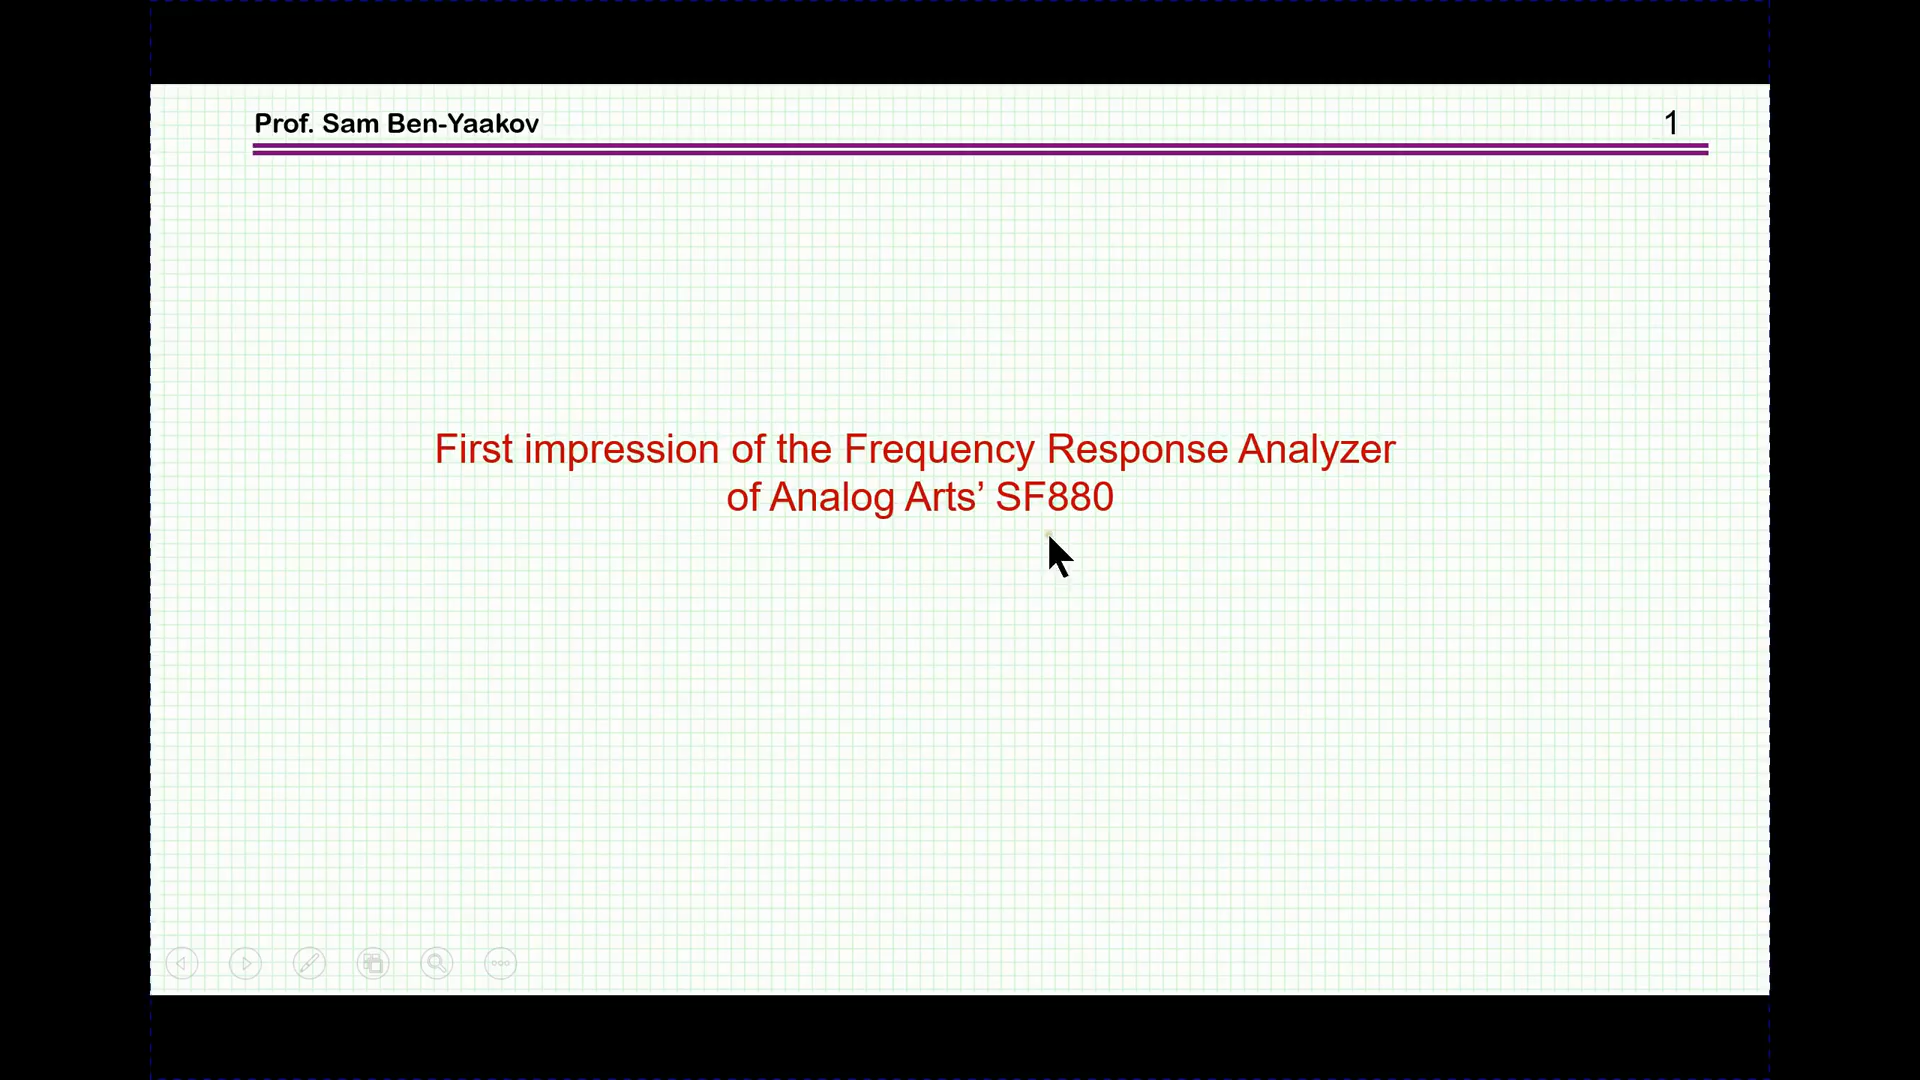 Prof. Sam Ben-Yaakov
1
First impression of the Frequency Response Analyzer
of Analog Arts’ SF880